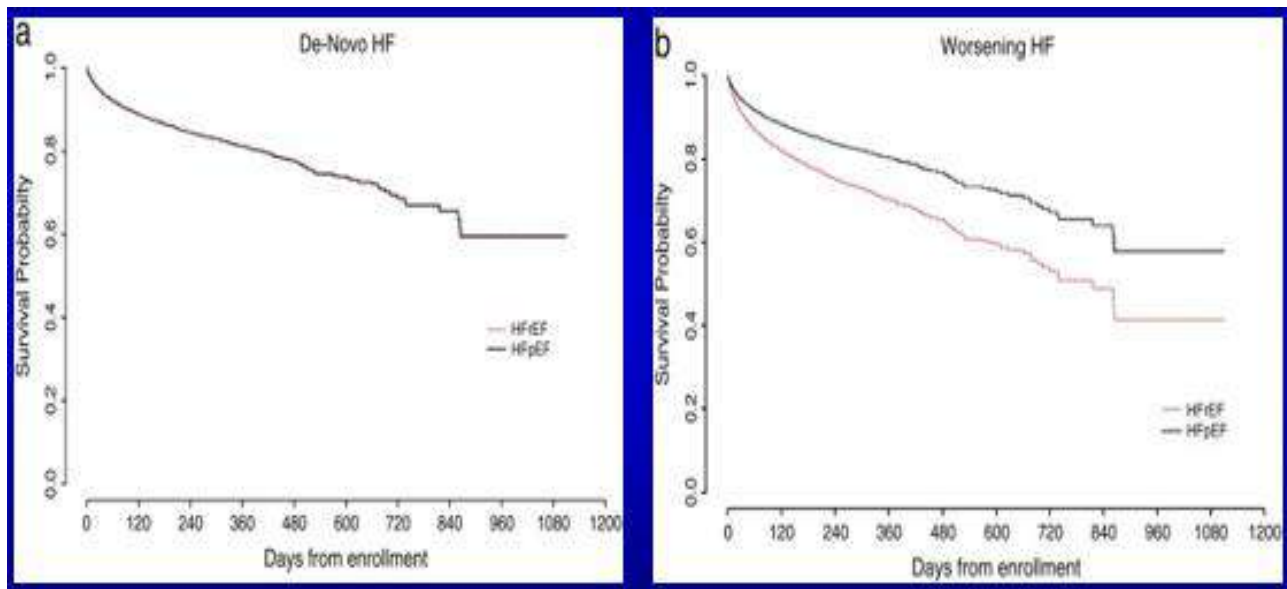 a
De-Novo HF
Survival Probability
1.0
0.8
0.6
0.4
0.2
0.0
HFrEF
HFpEF
0 120 240 360 480 600 720 840 960 1080 1200
Days from enrollment
b
Worsening HF
Survival Probabilty
1.0
0.8
0.6
0.4
0.2
0.0
HFrEF
HFpEF
0 120 240 360 480 600 720 840 960 1080 1200
Days from enrollment